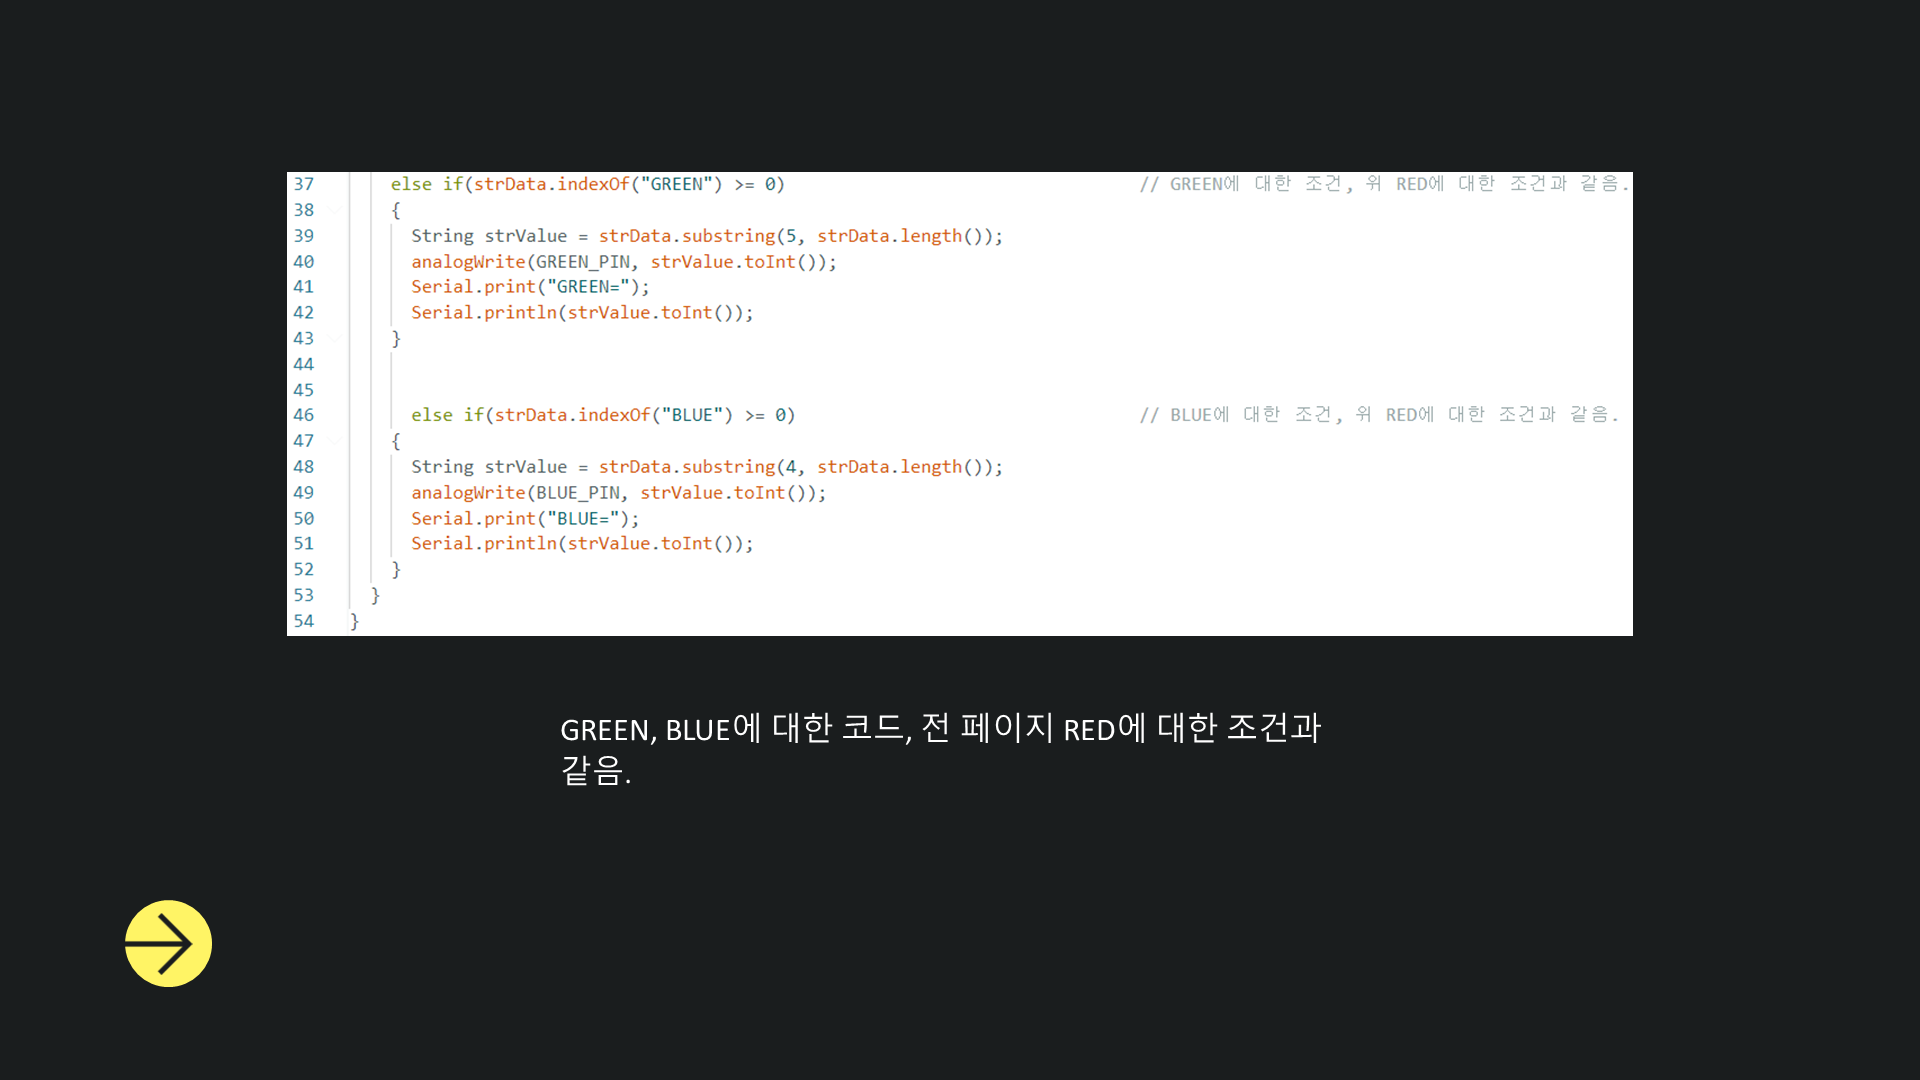 37 else if(strData.indexOf("GREEN") >= 0) // GREEN에 대한 조건, 위 RED에 대한 조건과 같음.
38 {
39 String strValue = strData.substring(5, strData.length());
40 analogWrite(GREEN_PIN, strValue.toInt());
41 Serial.print("GREEN=");
42 Serial.println(strValue.toInt());
43 }
44
45
46 else if(strData.indexOf("BLUE") >= 0) // BLUE에 대한 조건, 위 RED에 대한 조건과 같음.
47 {
48 String strValue = strData.substring(4, strData.length());
49 analogWrite(BLUE_PIN, strValue.toInt());
50 Serial.print("BLUE=");
51 Serial.println(strValue.toInt());
52 }
53 }
54 }
GREEN, BLUE에 대한 코드, 전 페이지 RED에 대한 조건과
같음.